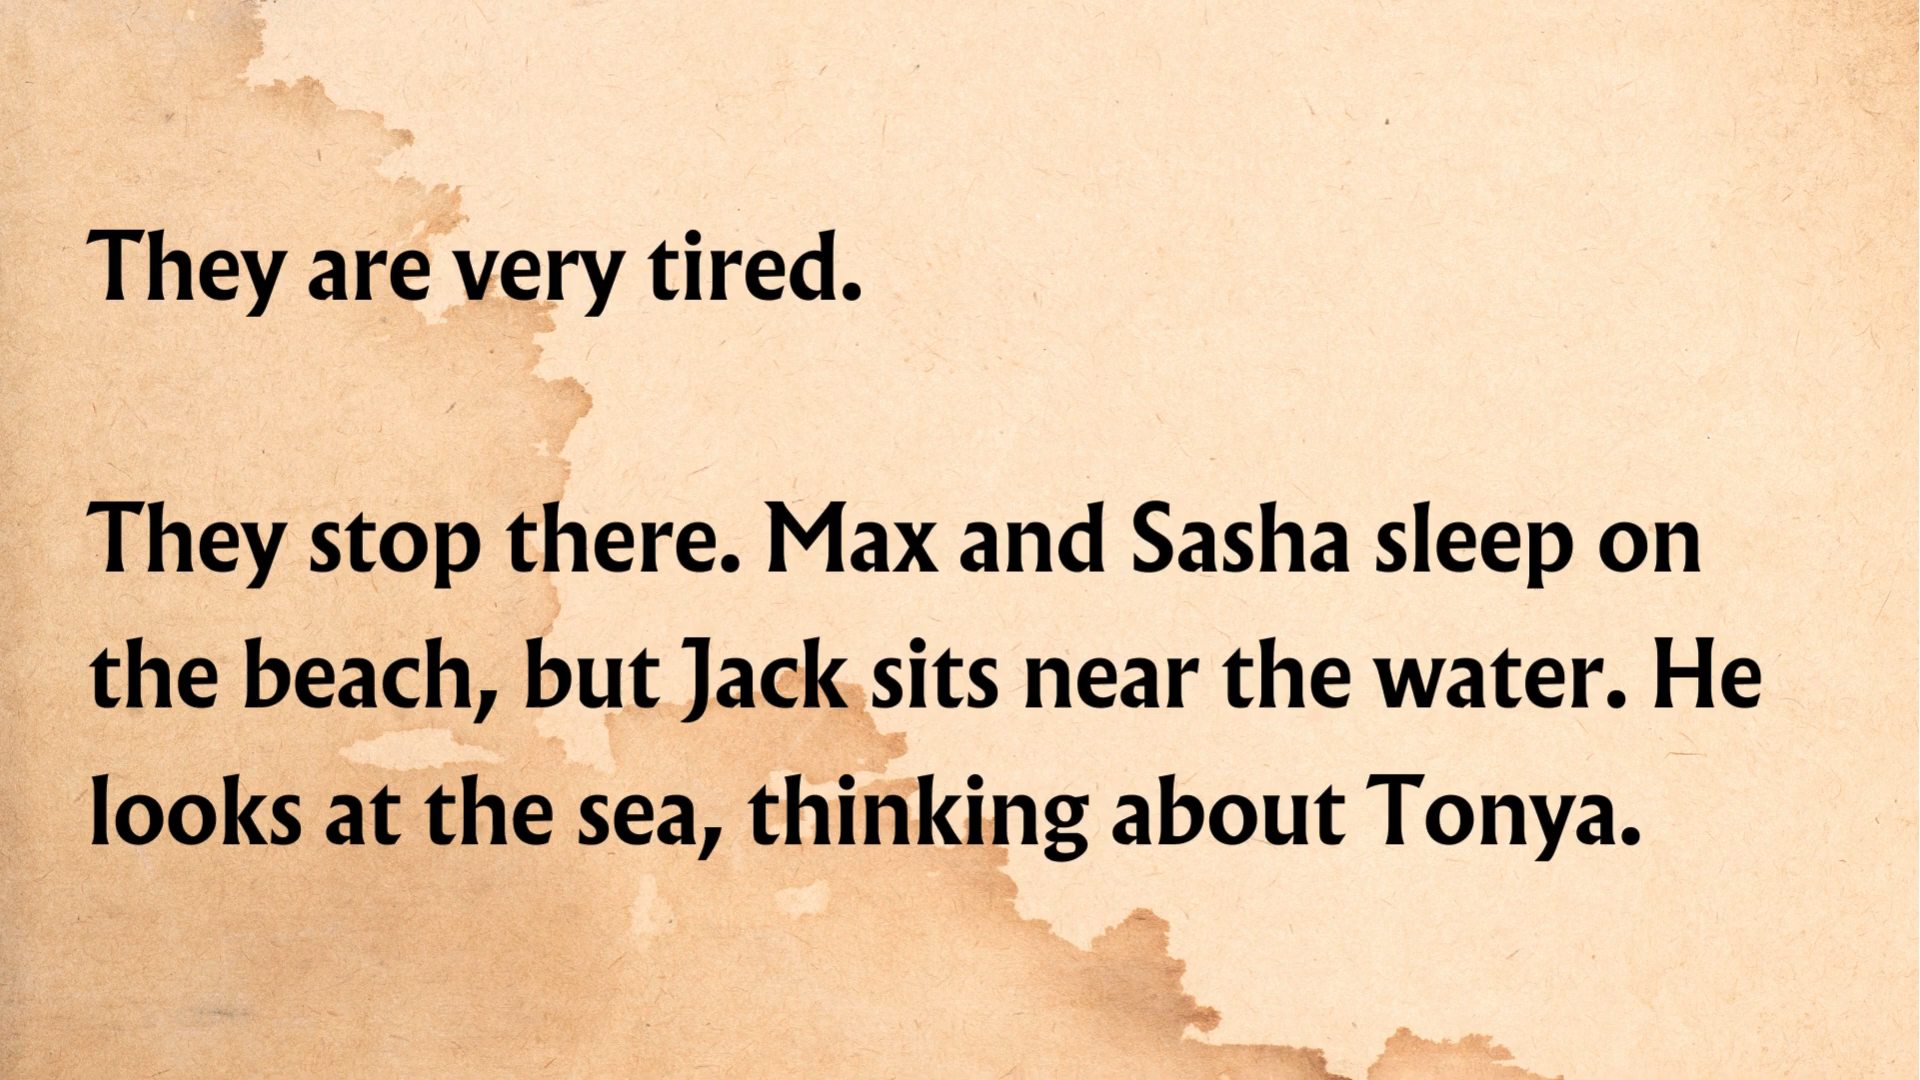 They are very tired.
They stop there. Max and Sasha sleep on
the beach, but Jack sits near the water. He
looks at the sea, thinking about Tonya.